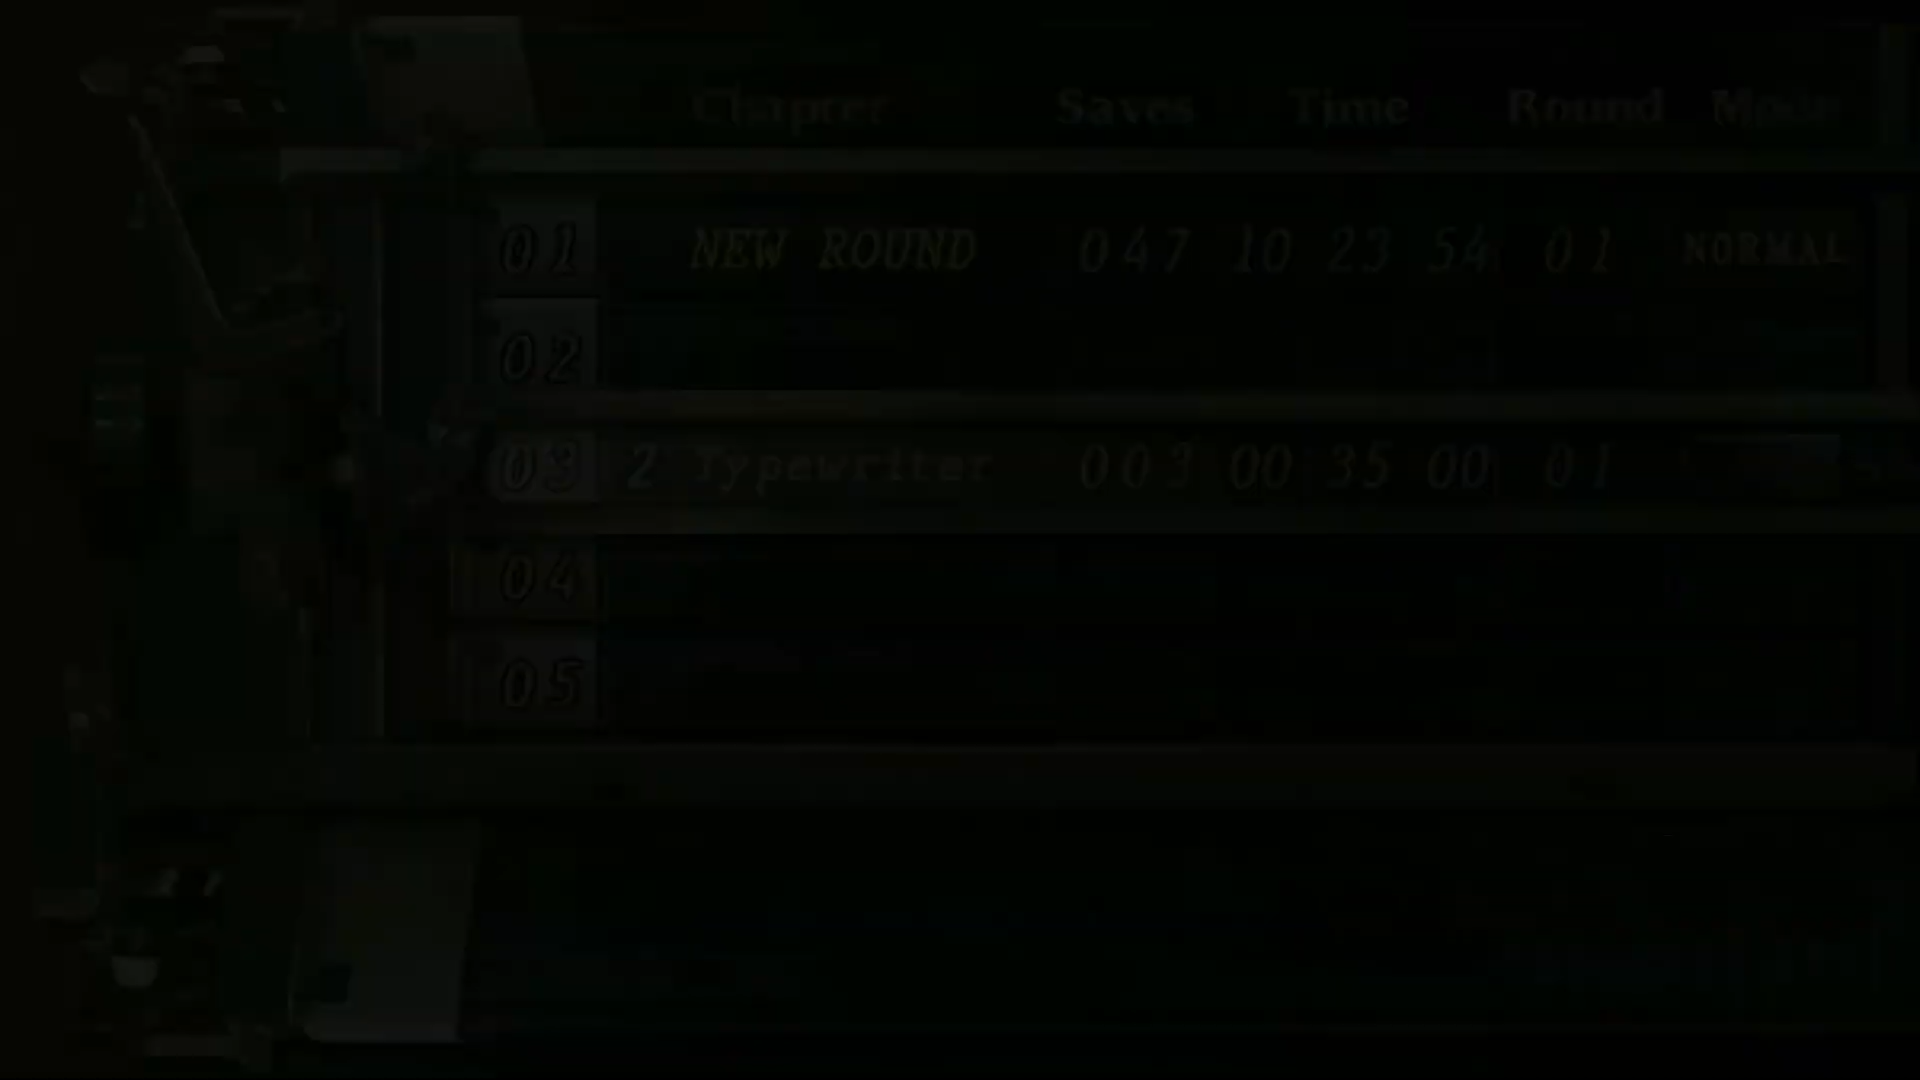 Chapter Saves Time Round
01 NEW ROUND 047 10 23 54 01 NORMAL
02
03 2 Typewriter 003 00 35 00 01
04
05